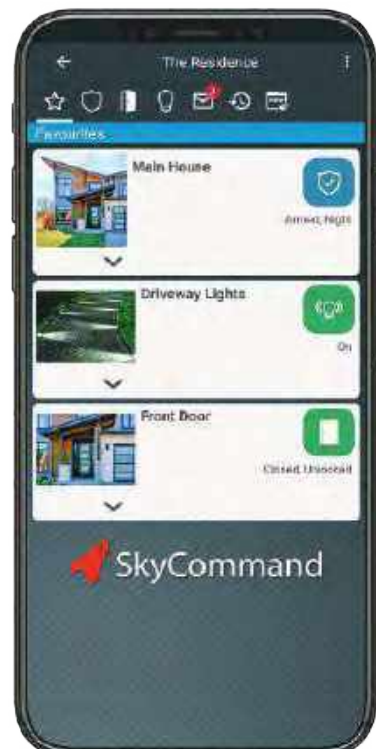 The Residence
Favourites
Main House
Armed, Night
Driveway Lights
On
Front Door
Closed, Unlocked
SkyCommand